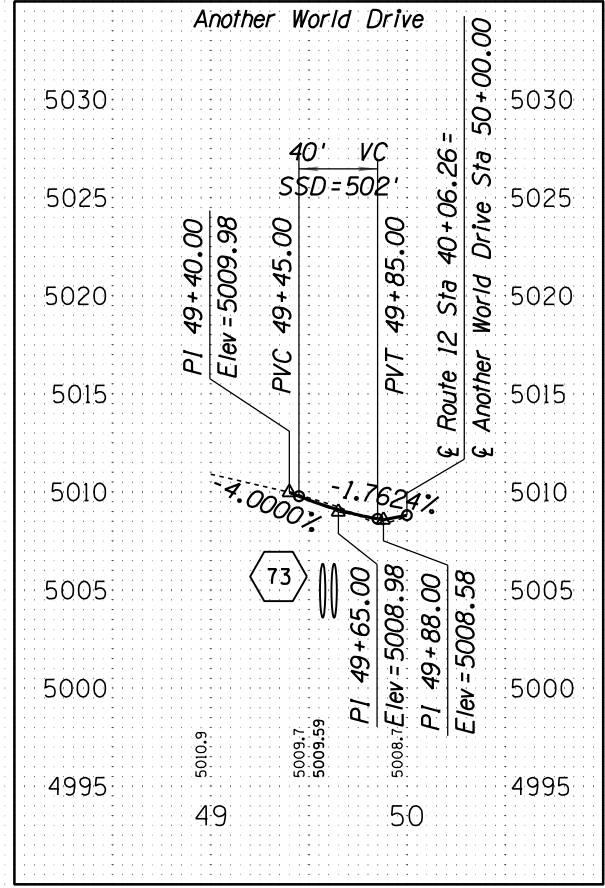 Another World Drive
5030
5030
40' VC
SSD=502'
5025
5025
PI 49+40.00
Elev=5009.98
PVC 49+45.00
PVT 49+85.00
℄ Route 12 Sta 40+06.26=
℄ Another World Drive Sta 50+00.00
5020
5020
5015
5015
5010
5010
-4.0000%
-1.7624%
73
5005
5005
PI 49+65.00
Elev=5008.98
PI 49+88.00
Elev=5008.58
5000
5000
5010.9
5009.7
5009.59
5008.7
4995
4995
49
50